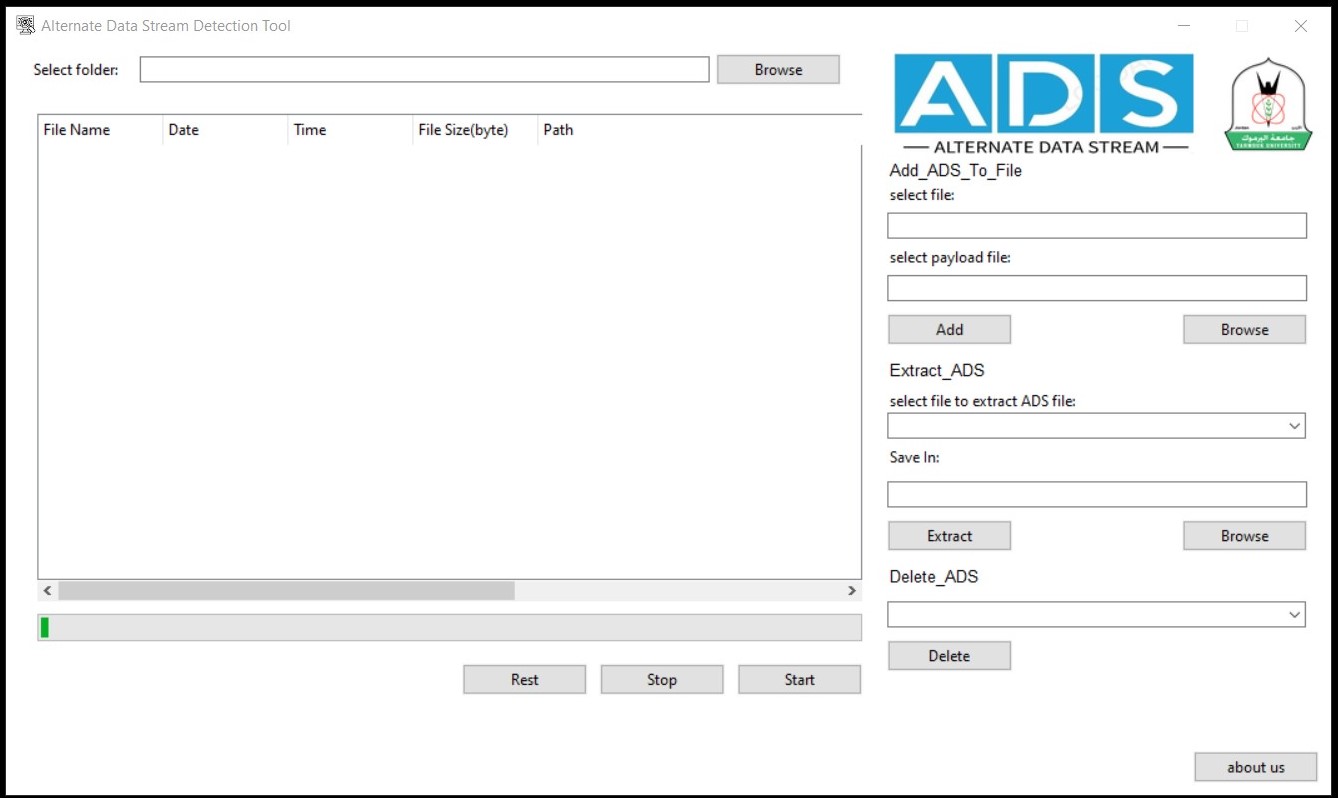 Alternate Data Stream Detection Tool
Select folder:
Browse
File Name
Date
Time
File Size(byte)
Path
Rest
Stop
Start
ADS
ALTERNATE DATA STREAM
جامعة اليرموك
YARMOUK UNIVERSITY
Add_ADS_To_File
select file:
select payload file:
Add
Browse
Extract_ADS
select file to extract ADS file:
Save In:
Extract
Browse
Delete_ADS
Delete
about us